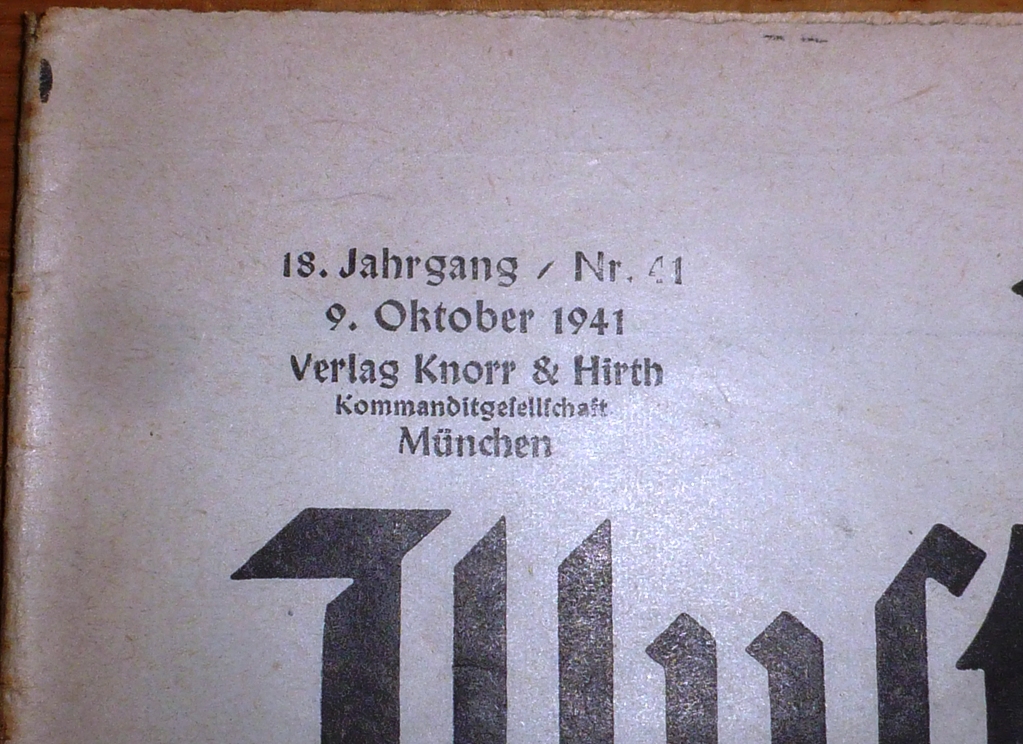 18. Jahrgang / Nr. 41
9. Oktober 1941
Verlag Knorr & Hirth
Kommanditgeſellſchaft
München